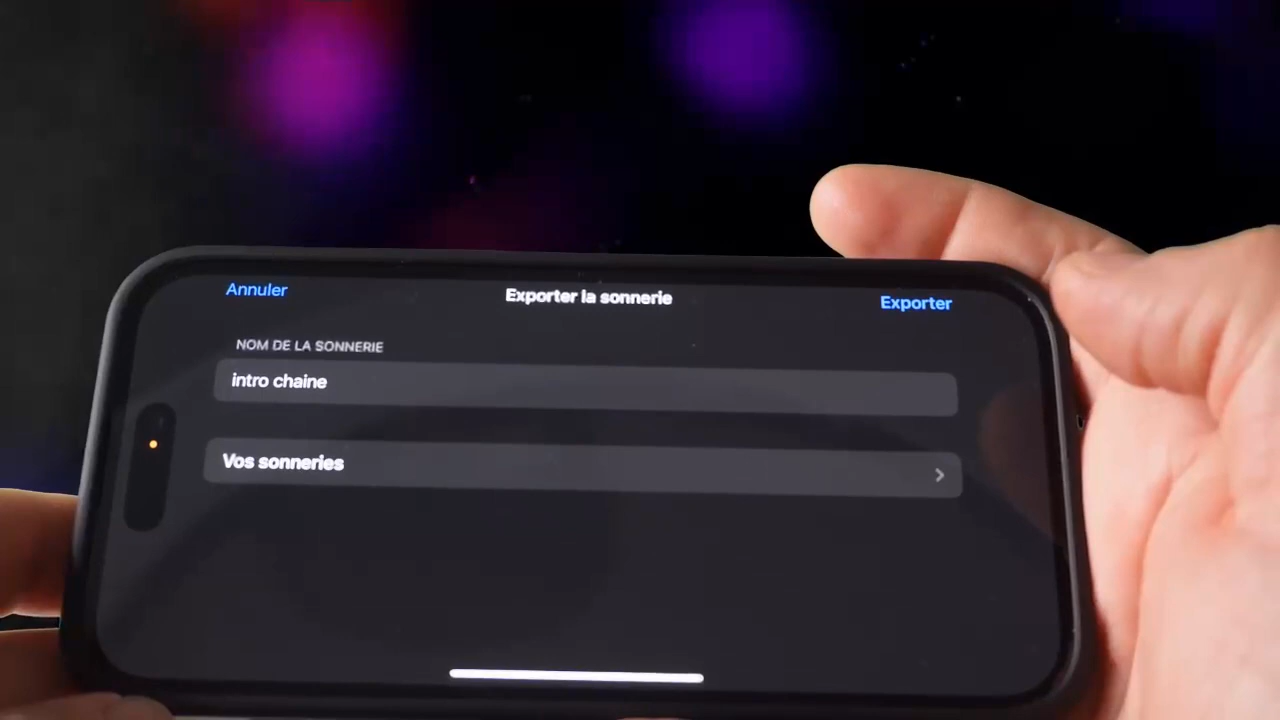 Annuler
Exporter la sonnerie
Exporter
NOM DE LA SONNERIE
intro chaine
Vos sonneries